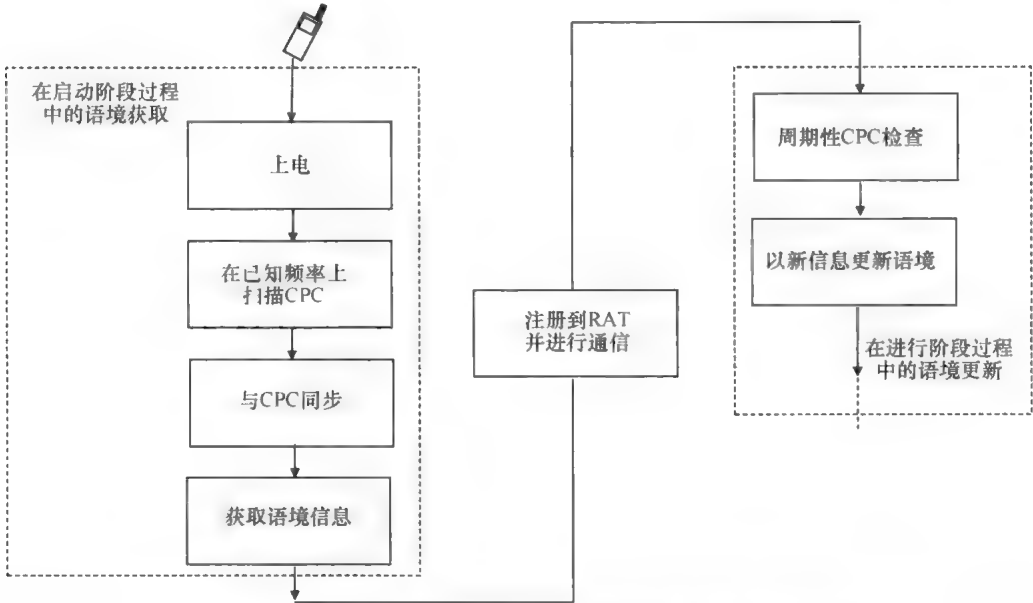 在启动阶段过程
中的语境获取
上电
在已知频率上
扫描CPC
与CPC同步
获取语境信息
注册到RAT
并进行通信
周期性CPC检查
以新信息更新语境
在进行阶段过程
中的语境更新